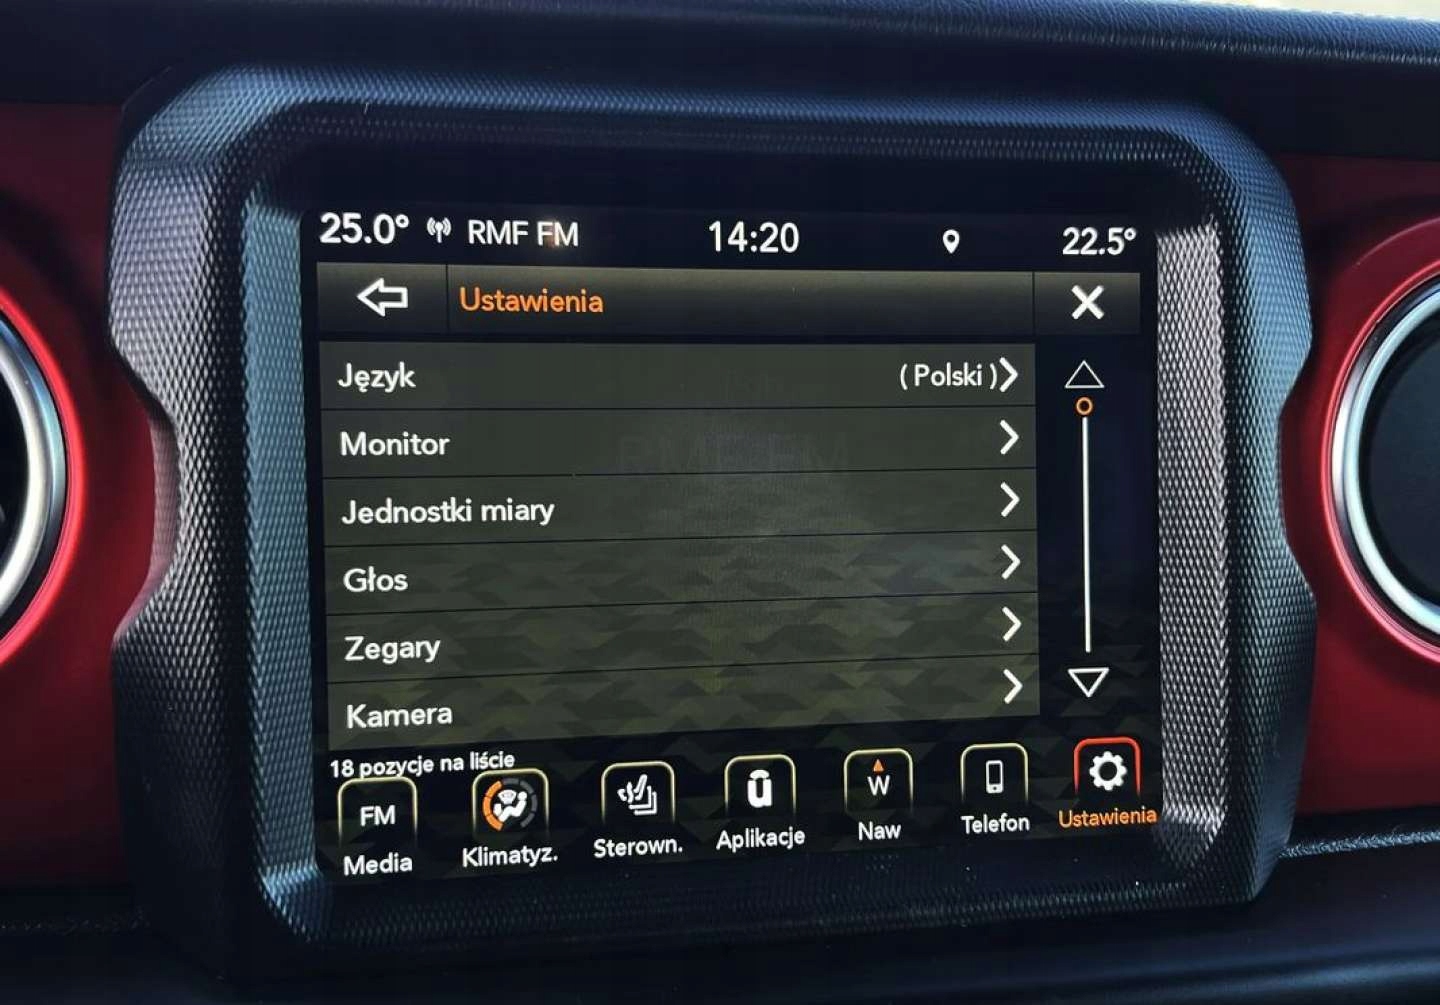 25.0° RMF FM 14:20 22.5°
Ustawienia
Język ( Polski )
Monitor
Jednostki miary
Głos
Zegary
Kamera
18 pozycje na liście
FM W
Media Klimatyz. Sterown. Aplikacje Naw Telefon Ustawienia